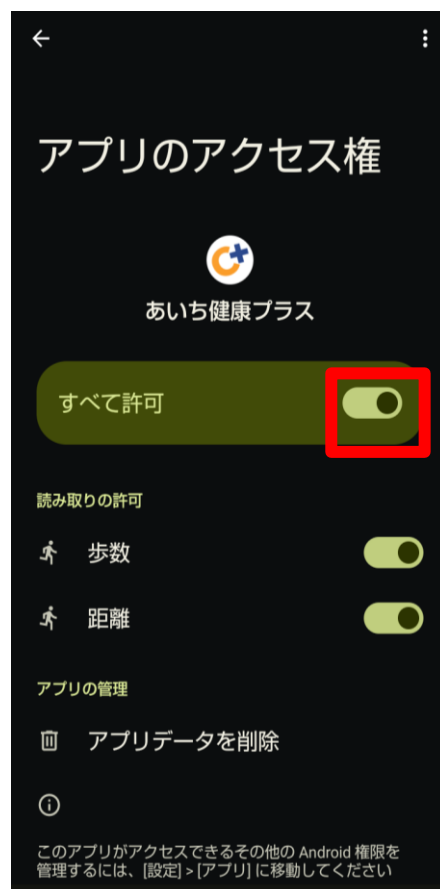 アプリのアクセス権
あいち健康プラス
すべて許可
読み取りの許可
歩数
距離
アプリの管理
アプリデータを削除
このアプリがアクセスできるその他の Android 権限を
管理するには、[設定] > [アプリ] に移動してください